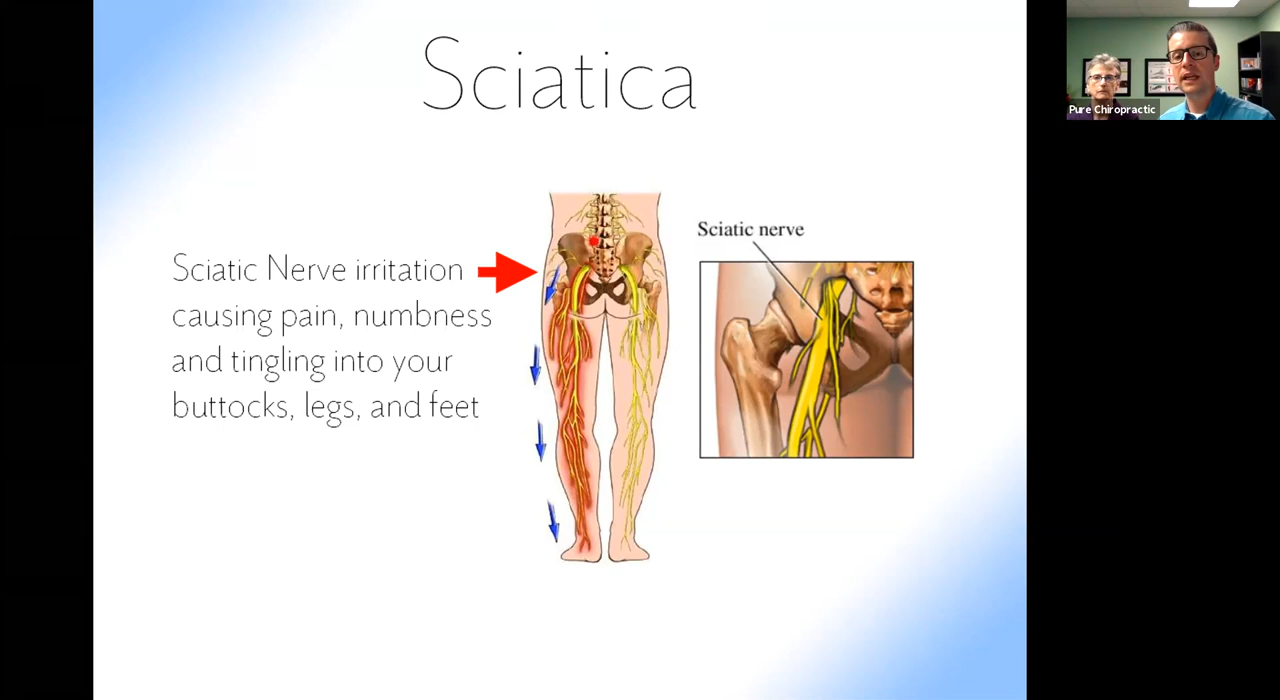 Sciatica
Sciatic Nerve irritation
causing pain, numbness
and tingling into your
buttocks, legs, and feet
Sciatic nerve
Pure Chiropractic